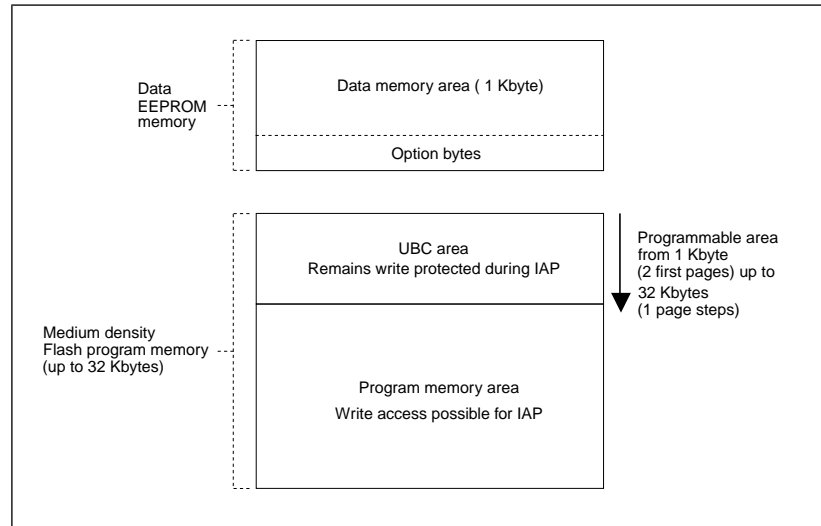 Data memory area ( 1 Kbyte)
Data
EEPROM
memory
Option bytes
UBC area
Remains write protected during IAP
Programmable area
from 1 Kbyte
(2 first pages) up to
32 Kbytes
(1 page steps)
Medium density
Flash program memory
(up to 32 Kbytes)
Program memory area
Write access possible for IAP